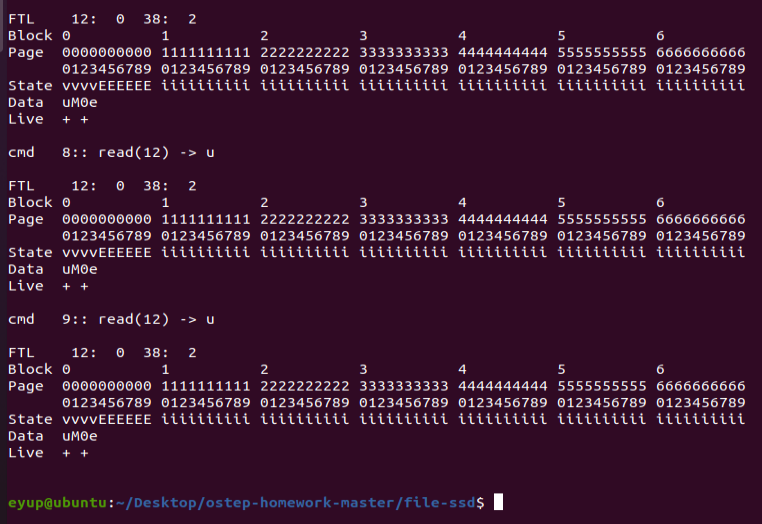 FTL    12:  0  38:  2
Block 0          1          2          3          4          5          6
Page  0000000000 1111111111 2222222222 3333333333 4444444444 5555555555 6666666666
      0123456789 0123456789 0123456789 0123456789 0123456789 0123456789 0123456789
State vvvvEEEEEE iiiiiiiiii iiiiiiiiii iiiiiiiiii iiiiiiiiii iiiiiiiiii iiiiiiiiii
Data  uM0e
Live  + +
cmd   8:: read(12) -> u
FTL    12:  0  38:  2
Block 0          1          2          3          4          5          6
Page  0000000000 1111111111 2222222222 3333333333 4444444444 5555555555 6666666666
      0123456789 0123456789 0123456789 0123456789 0123456789 0123456789 0123456789
State vvvvEEEEEE iiiiiiiiii iiiiiiiiii iiiiiiiiii iiiiiiiiii iiiiiiiiii iiiiiiiiii
Data  uM0e
Live  + +
cmd   9:: read(12) -> u
FTL    12:  0  38:  2
Block 0          1          2          3          4          5          6
Page  0000000000 1111111111 2222222222 3333333333 4444444444 5555555555 6666666666
      0123456789 0123456789 0123456789 0123456789 0123456789 0123456789 0123456789
State vvvvEEEEEE iiiiiiiiii iiiiiiiiii iiiiiiiiii iiiiiiiiii iiiiiiiiii iiiiiiiiii
Data  uM0e
Live  + +
eyup@ubuntu:~/Desktop/ostep-homework-master/file-ssd$